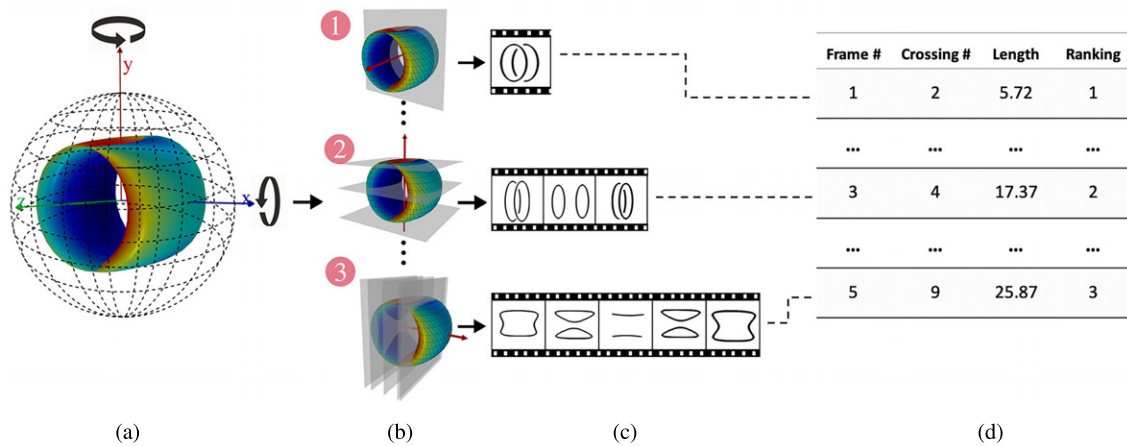 y
z
x
1
2
3
Frame # Crossing # Length Ranking
1 2 5.72 1
... ... ... ...
3 4 17.37 2
... ... ... ...
5 9 25.87 3
(a) (b) (c) (d)